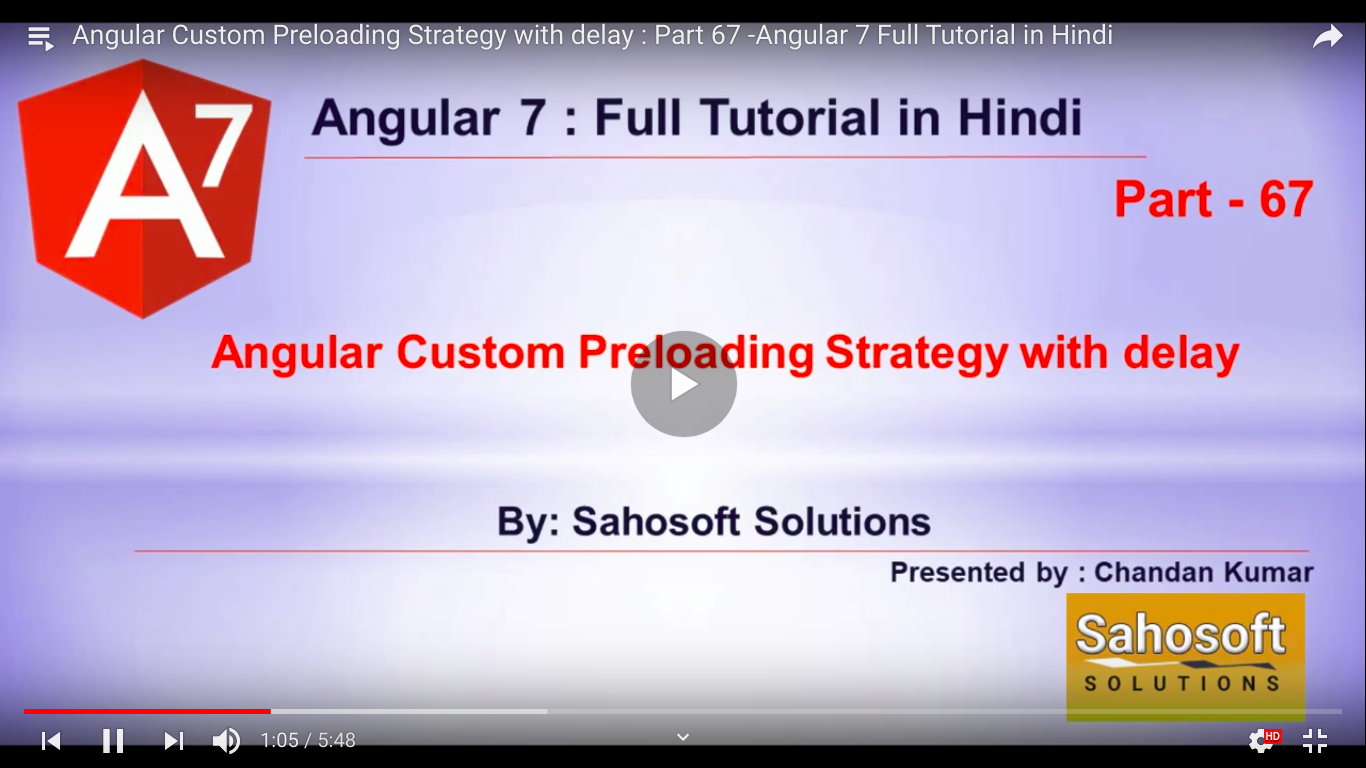 Angular Custom Preloading Strategy with delay : Part 67 -Angular 7 Full Tutorial in Hindi
A7
Angular 7 : Full Tutorial in Hindi
Part - 67
Angular Custom Preloading Strategy with delay
By: Sahosoft Solutions
Presented by : Chandan Kumar
Sahosoft
SOLUTIONS
1:05 / 5:48
HD